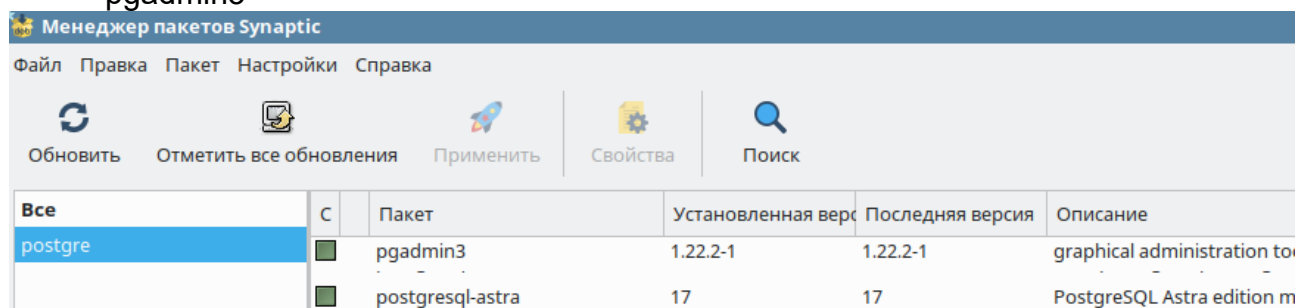 pgadmin3
Менеджер пакетов Synaptic
Файл Правка Пакет Настройки Справка
Обновить Отметить все обновления Применить Свойства Поиск
Все
postgre
С Пакет Установленная верс Последняя версия Описание
pgadmin3 1.22.2-1 1.22.2-1 graphical administration too
postgresql-astra 17 17 PostgreSQL Astra edition m